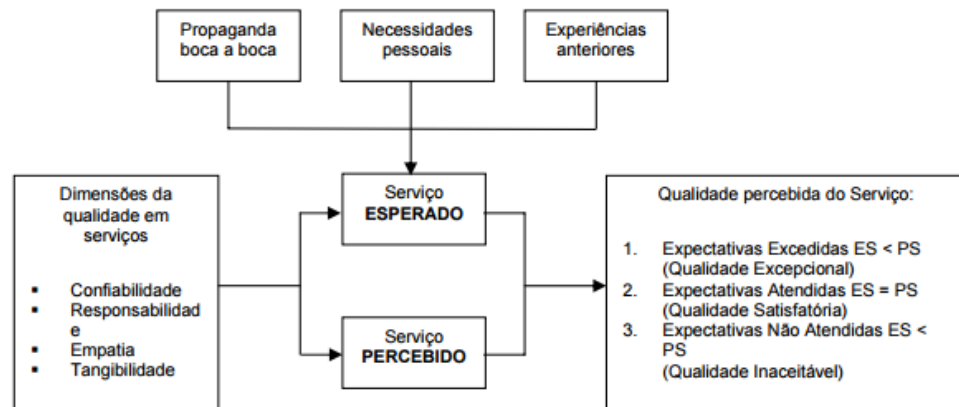 Propaganda
boca a boca
Necessidades
pessoais
Experiências
anteriores
Dimensões da
qualidade em
serviços
▪ Confiabilidade
▪ Responsabilidad
e
▪ Empatia
▪ Tangibilidade
Serviço
ESPERADO
Serviço
PERCEBIDO
Qualidade percebida do Serviço:
1. Expectativas Excedidas ES < PS
(Qualidade Excepcional)
2. Expectativas Atendidas ES = PS
(Qualidade Satisfatória)
3. Expectativas Não Atendidas ES <
PS
(Qualidade Inaceitável)